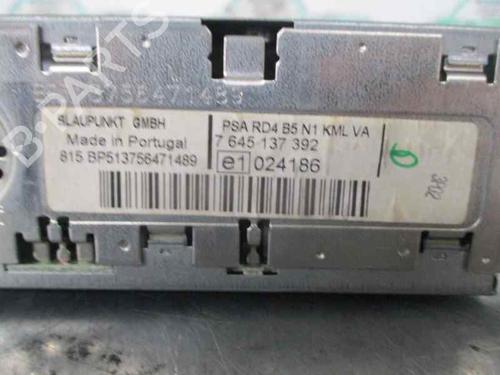 BLAUPUNKT GMBH
Made in Portugal
815 BP513756471489
PSA RD4 B5 N1 KML VA
7 645 137 392
e1 024186